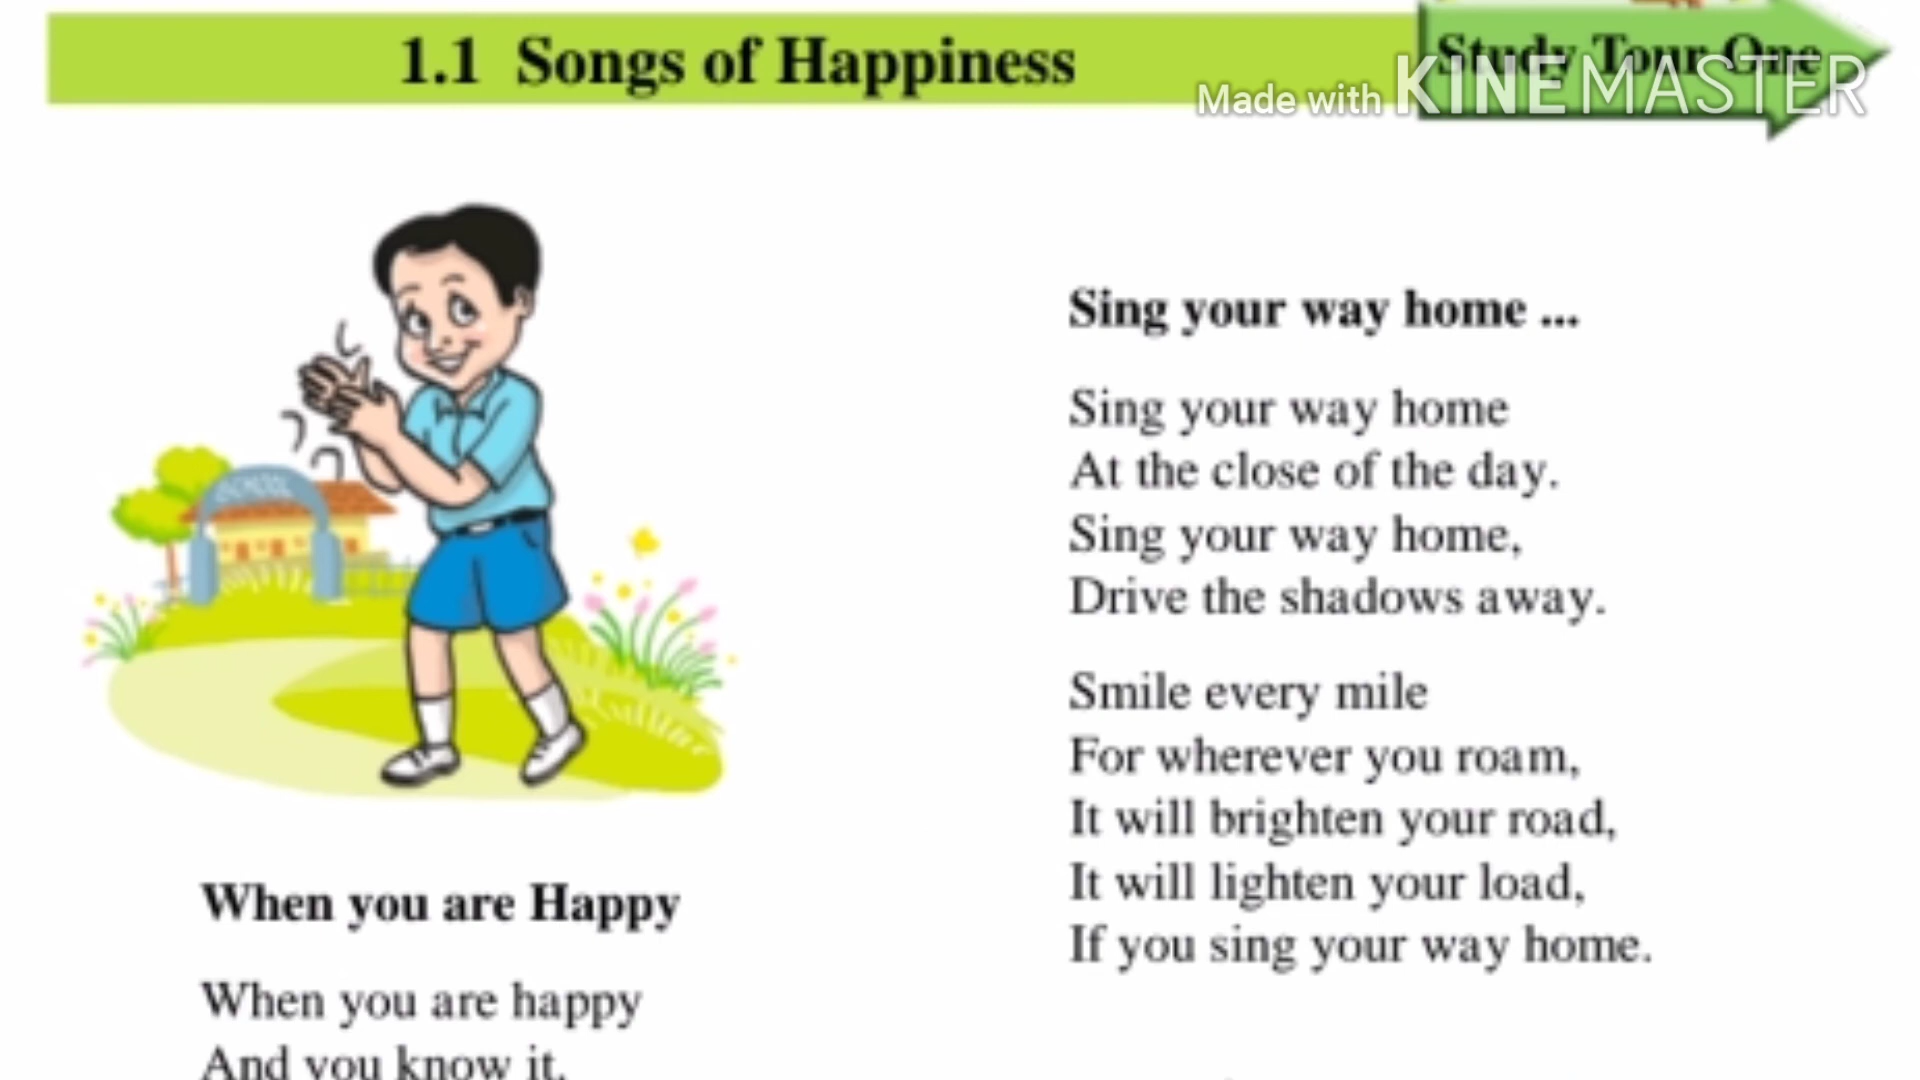 1.1 Songs of Happiness
Study Tour One
Made with KINEMASTER
SCHOOL
When you are Happy
When you are happy
And you know it,
Sing your way home ...
Sing your way home
At the close of the day.
Sing your way home,
Drive the shadows away.
Smile every mile
For wherever you roam,
It will brighten your road,
It will lighten your load,
If you sing your way home.